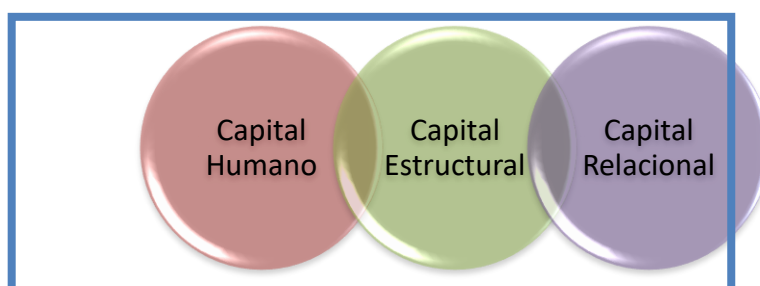 Capital
Humano
Capital
Estructural
Capital
Relacional